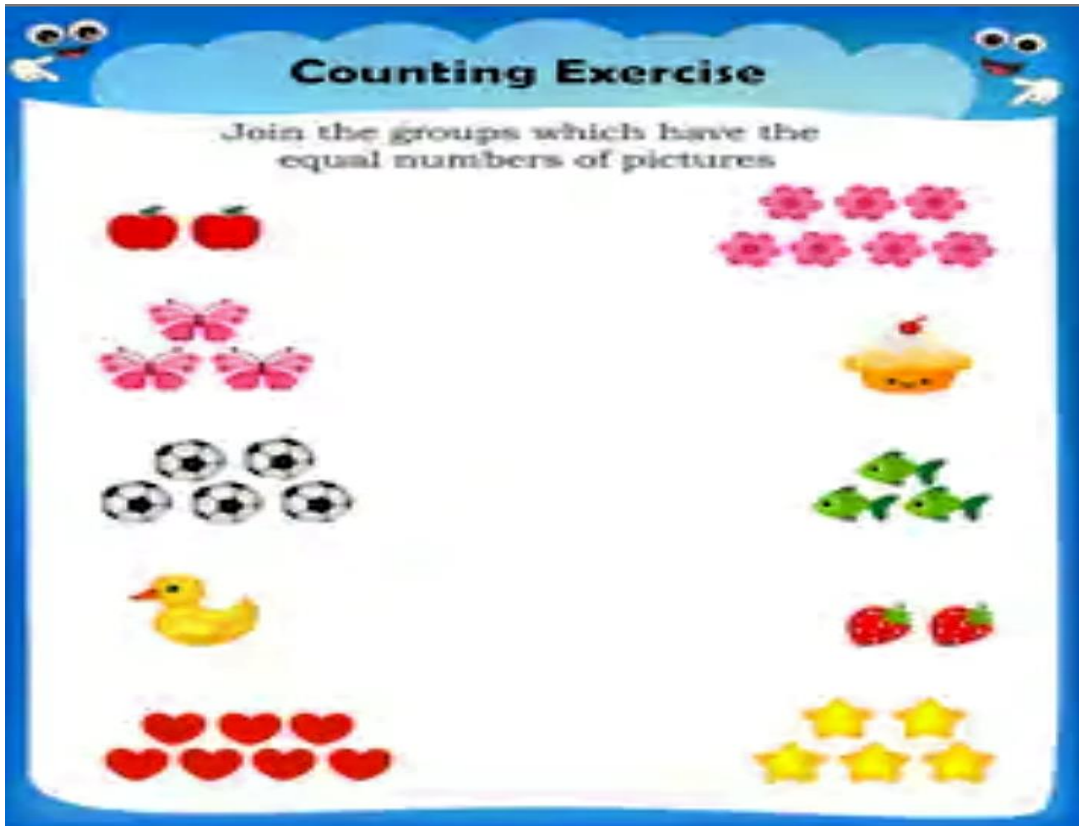 Counting Exercise
Join the groups which have the
equal numbers of pictures